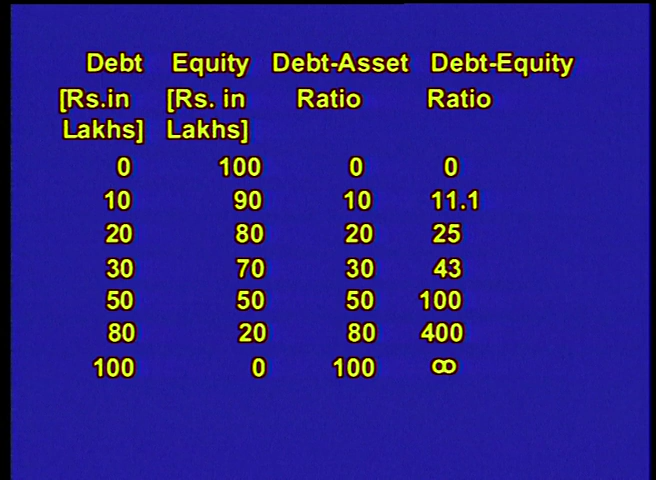 Debt Equity Debt-Asset Debt-Equity
[Rs.in [Rs. in Ratio Ratio
Lakhs] Lakhs]
0 100 0 0
10 90 10 11.1
20 80 20 25
30 70 30 43
50 50 50 100
80 20 80 400
100 0 100 ∞